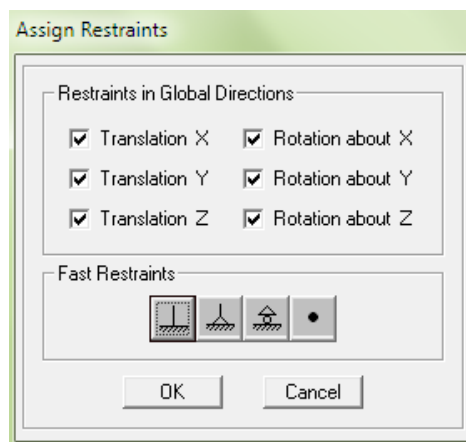 Assign Restraints
Restraints in Global Directions
Translation X Rotation about X
Translation Y Rotation about Y
Translation Z Rotation about Z
Fast Restraints
OK Cancel